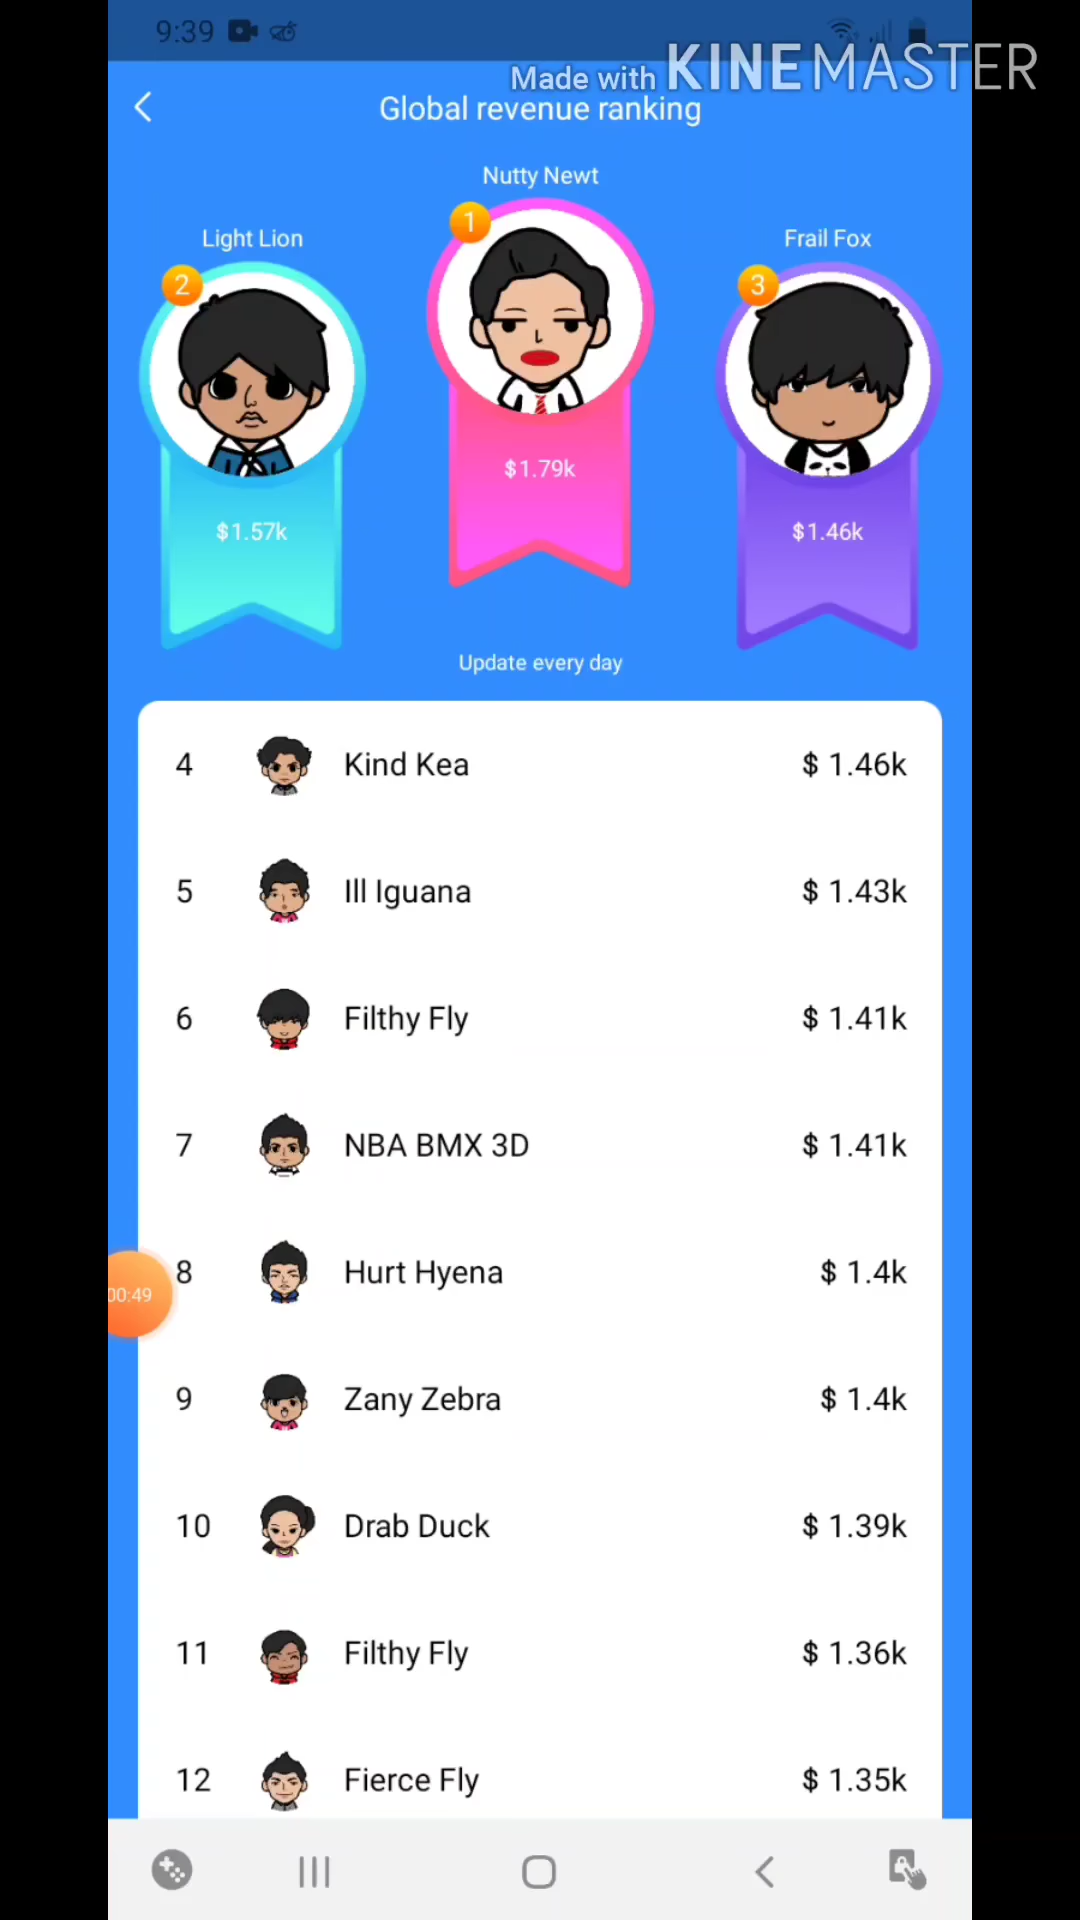 9:39
Made with KINEMASTER
Global revenue ranking
Nutty Newt
1
Light Lion
2
Frail Fox
3
$1.79k
$1.57k
$1.46k
Update every day
4 Kind Kea $ 1.46k
5 Ill Iguana $ 1.43k
6 Filthy Fly $ 1.41k
7 NBA BMX 3D $ 1.41k
8 Hurt Hyena $ 1.4k
00:49
9 Zany Zebra $ 1.4k
10 Drab Duck $ 1.39k
11 Filthy Fly $ 1.36k
12 Fierce Fly $ 1.35k